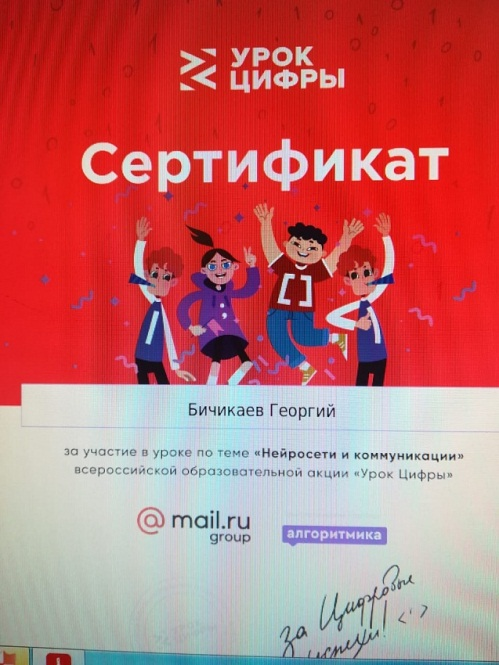 УРОК
ЦИФРЫ
Сертификат
Бичикаев Георгий
за участие в уроке по теме «Нейросети и коммуникации»
всероссийской образовательной акции «Урок Цифры»
@ mail.ru
group
алгоритмика
за Цифровые
успехи! <'>